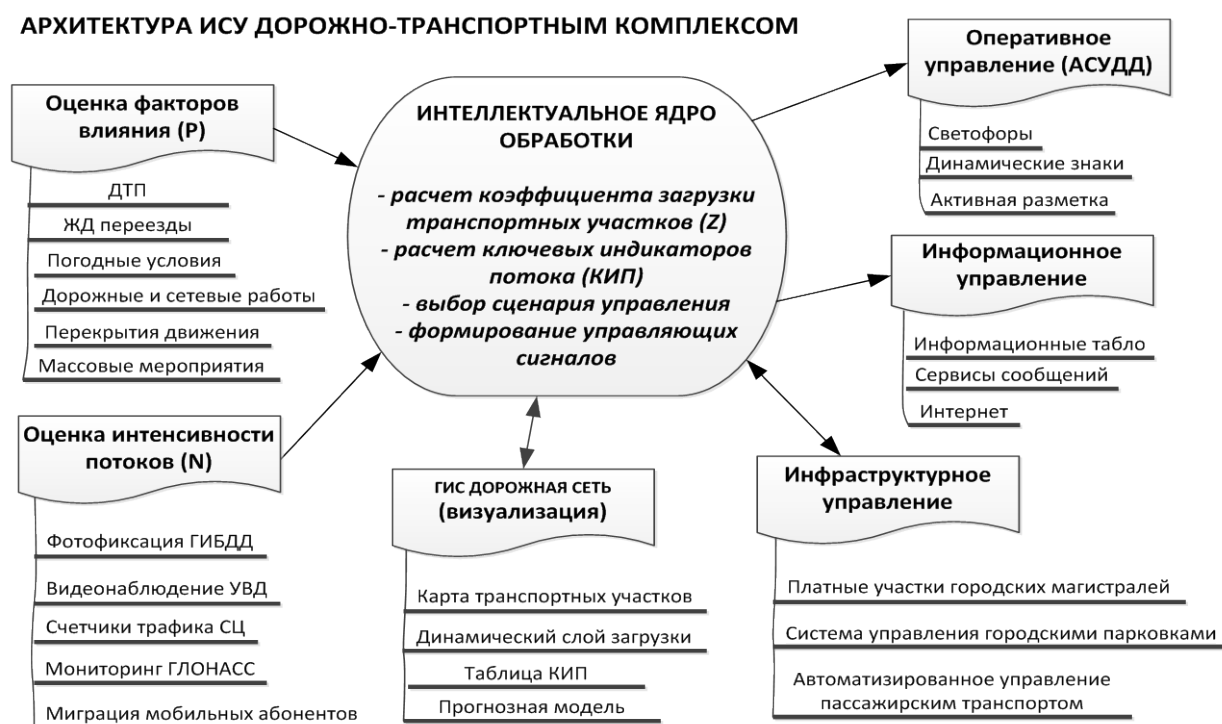 АРХИТЕКТУРА ИСУ ДОРОЖНО-ТРАНСПОРТНЫМ КОМПЛЕКСОМ
Оценка факторов
влияния (P)
ДТП
ЖД переезды
Погодные условия
Дорожные и сетевые работы
Перекрытия движения
Массовые мероприятия
Оценка интенсивности
потоков (N)
Фотофиксация ГИБДД
Видеонаблюдение УВД
Счетчики трафика СЦ
Мониторинг ГЛОНАСС
Миграция мобильных абонентов
ИНТЕЛЛЕКТУАЛЬНОЕ ЯДРО
ОБРАБОТКИ
- расчет коэффициента загрузки
транспортных участков (Z)
- расчет ключевых индикаторов
потока (КИП)
- выбор сценария управления
- формирование управляющих
сигналов
ГИС ДОРОЖНАЯ СЕТЬ
(визуализация)
Карта транспортных участков
Динамический слой загрузки
Таблица КИП
Прогнозная модель
Оперативное
управление (АСУДД)
Светофоры
Динамические знаки
Активная разметка
Информационное
управление
Информационные табло
Сервисы сообщений
Интернет
Инфраструктурное
управление
Платные участки городских магистралей
Система управления городскими парковками
Автоматизированное управление
пассажирским транспортом